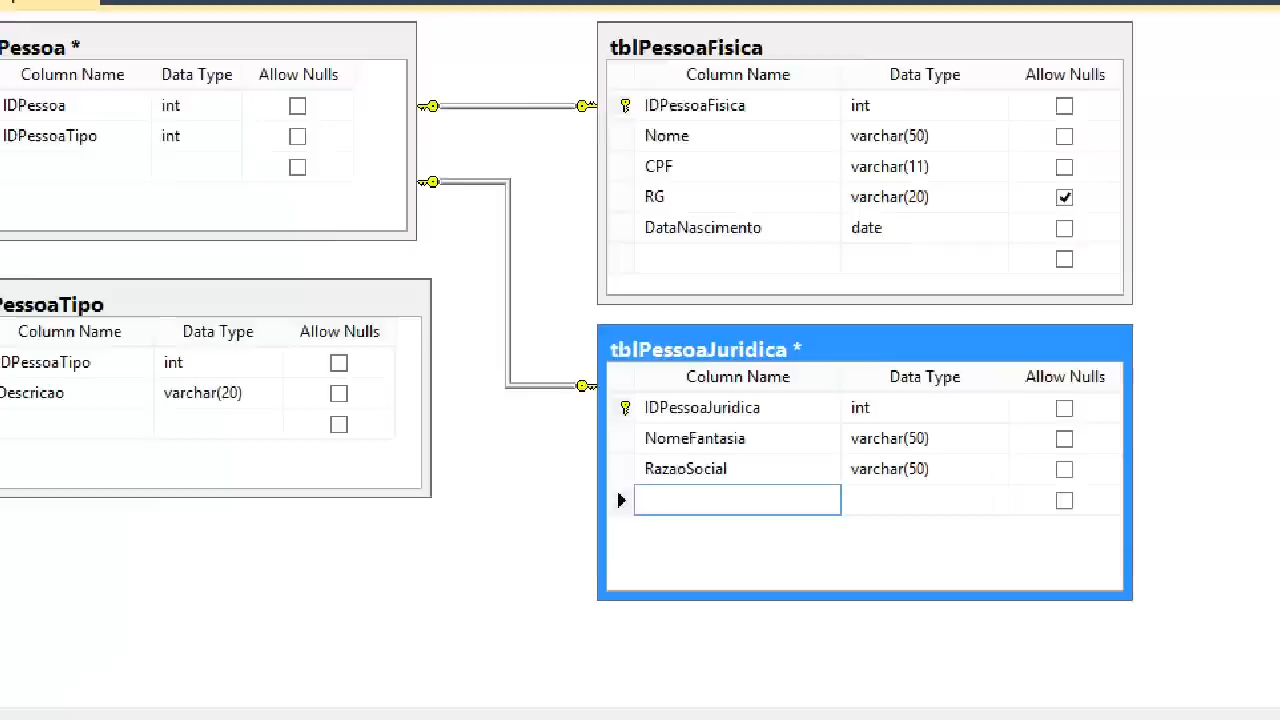 Pessoa *
Column Name Data Type Allow Nulls
IDPessoa int
IDPessoaTipo int
tblPessoaFisica
Column Name Data Type Allow Nulls
IDPessoaFisica int
Nome varchar(50)
CPF varchar(11)
RG varchar(20)
DataNascimento date
PessoaTipo
Column Name Data Type Allow Nulls
DPessoaTipo int
Descricao varchar(20)
tblPessoaJuridica *
Column Name Data Type Allow Nulls
IDPessoaJuridica int
NomeFantasia varchar(50)
RazaoSocial varchar(50)